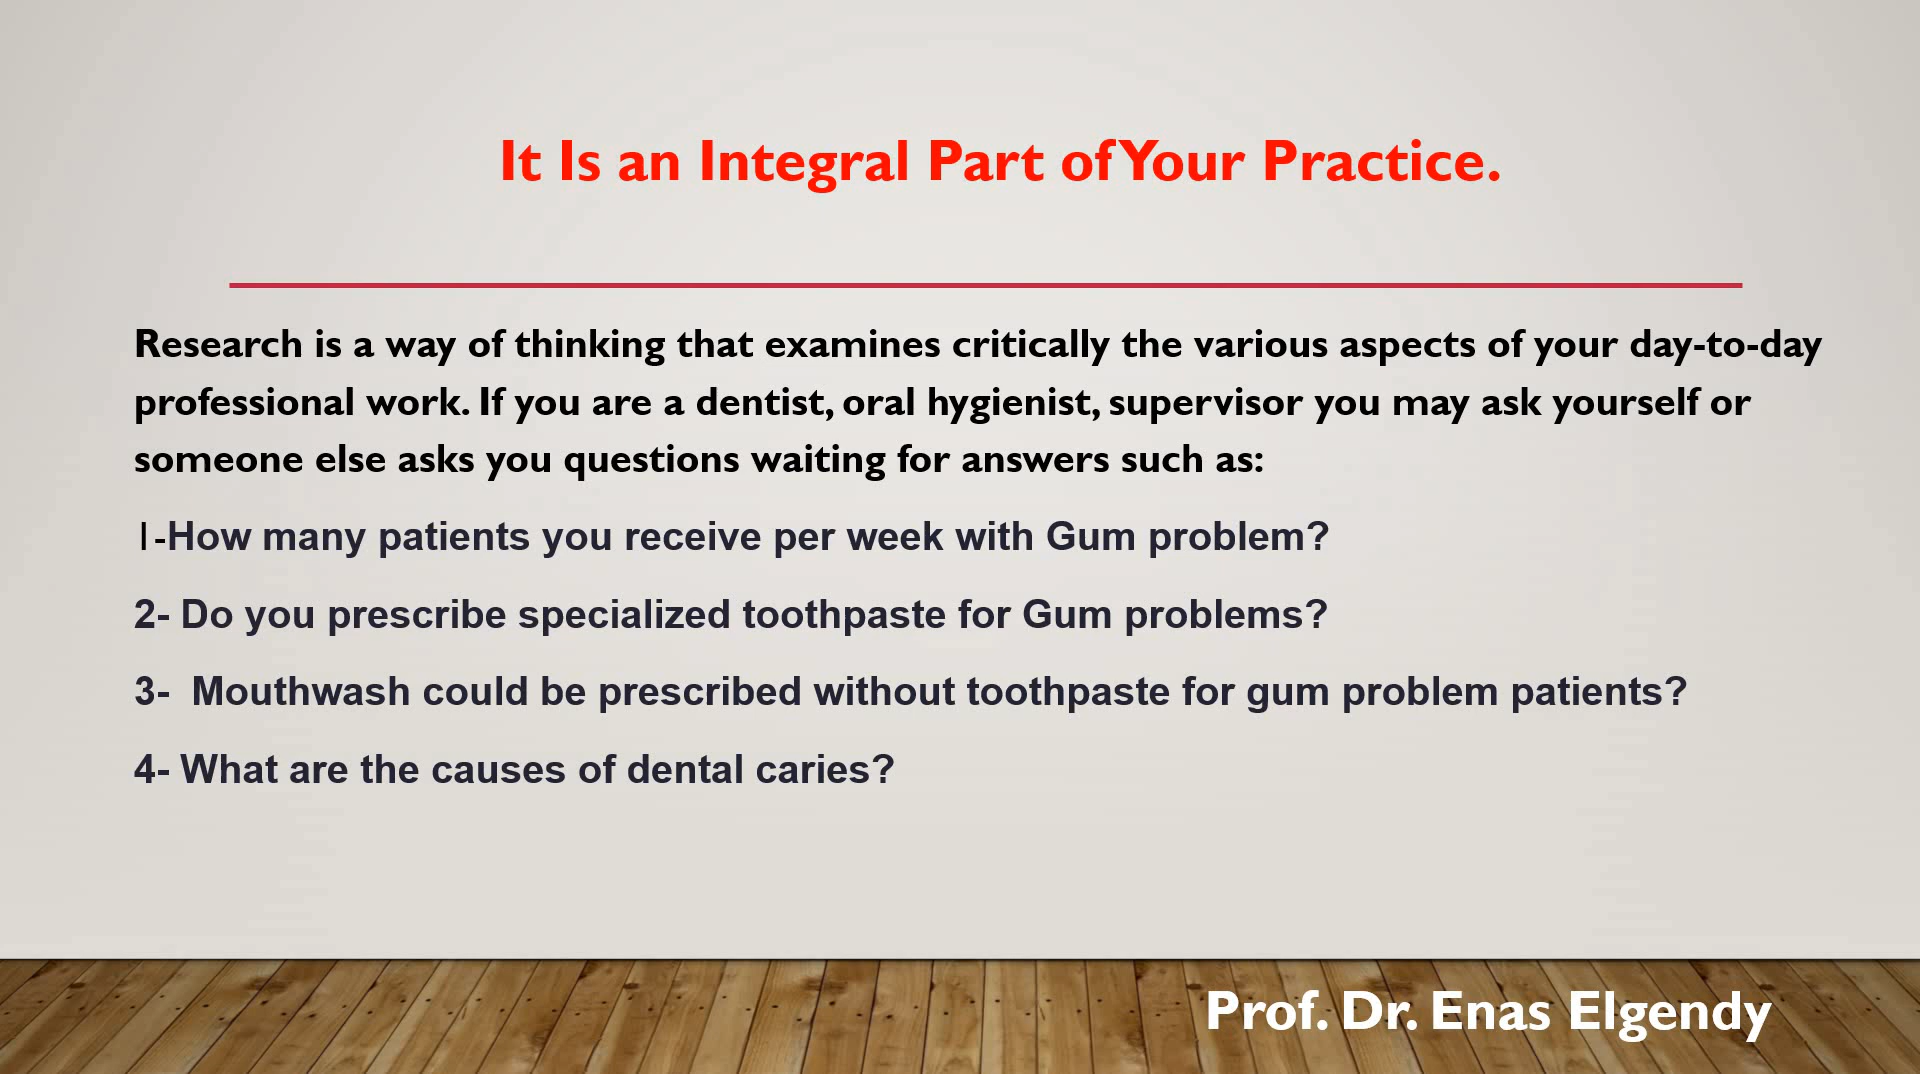 It Is an Integral Part of Your Practice.
Research is a way of thinking that examines critically the various aspects of your day-to-day
professional work. If you are a dentist, oral hygienist, supervisor you may ask yourself or
someone else asks you questions waiting for answers such as:
1-How many patients you receive per week with Gum problem?
2- Do you prescribe specialized toothpaste for Gum problems?
3-  Mouthwash could be prescribed without toothpaste for gum problem patients?
4- What are the causes of dental caries?
Prof. Dr. Enas Elgendy